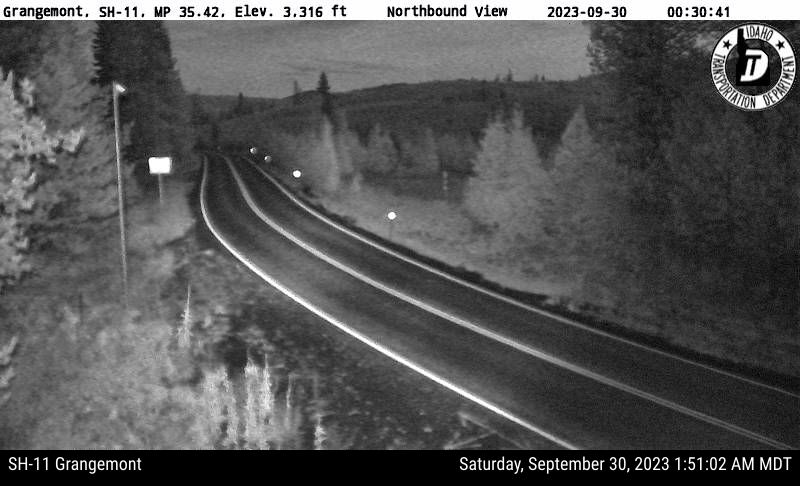 Grangemont, SH-11, MP 35.42, Elev. 3,316 ft Northbound View 2023-09-30 00:30:41
IDAHO
TRANSPORTATION DEPARTMENT
SH-11 Grangemont Saturday, September 30, 2023 1:51:02 AM MDT